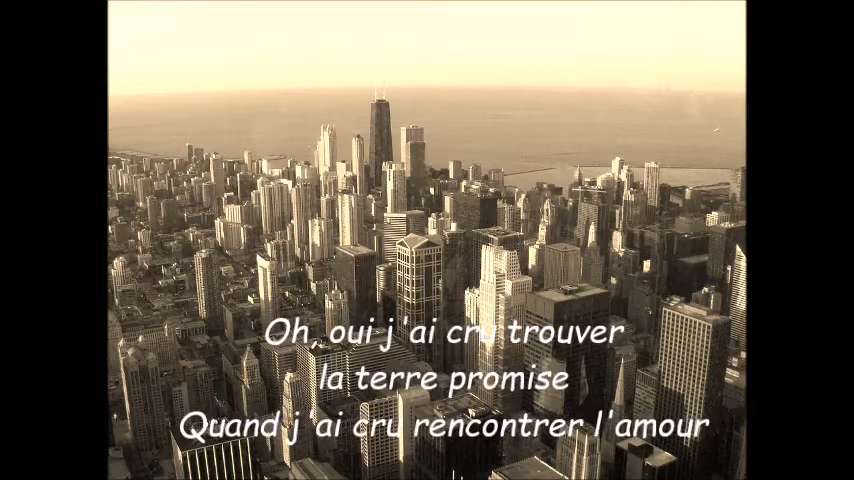 Oh, oui j'ai cru trouver
la terre promise
Quand j'ai cru rencontrer l'amour